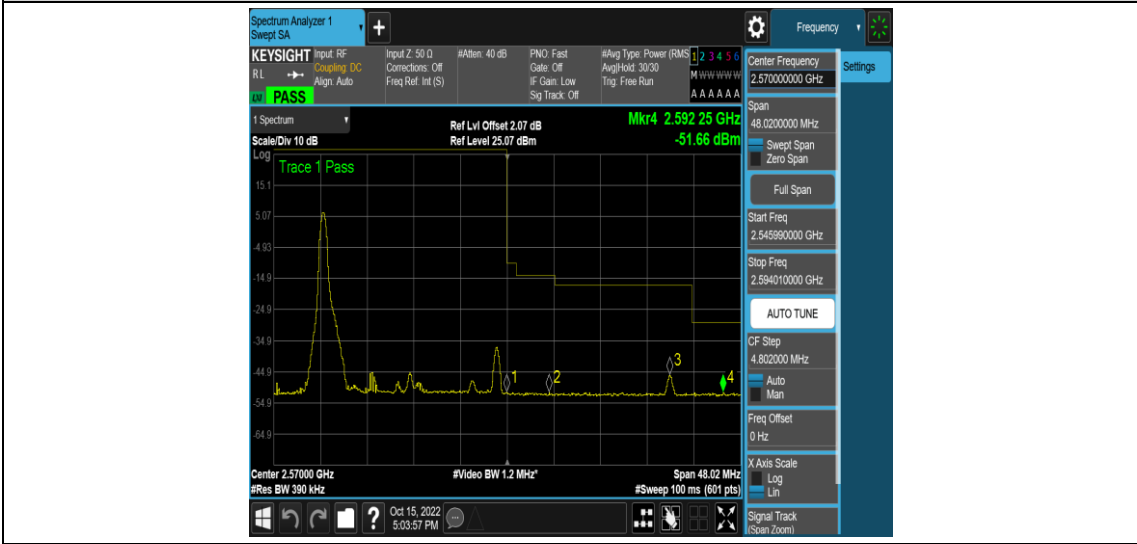 Spectrum Analyzer 1
Swept SA
+
Frequency
KEYSIGHT
RL
LNI
PASS
Input: RF
Coupling: DC
Align: Auto
Input Z: 50 Ω
Corrections: Off
Freq Ref: Int (S)
#Atten: 40 dB
PNO: Fast
Gate: Off
IF Gain: Low
Sig Track: Off
#Avg Type: Power (RMS
Avg|Hold: 30/30
Trig: Free Run
1 2 3 4 5 6
M W W W W W
A A A A A A
1 Spectrum
Scale/Div 10 dB
Ref Lvl Offset 2.07 dB
Ref Level 25.07 dBm
Mkr4 2.592 25 GHz
-51.66 dBm
Log
Trace 1 Pass
15.1
5.07
-4.93
-14.9
-24.9
-34.9
-44.9
-54.9
-64.9
1
2
3
4
Center 2.57000 GHz
#Res BW 390 kHz
#Video BW 1.2 MHz*
Span 48.02 MHz
#Sweep 100 ms (601 pts)
?
Oct 15, 2022
5:03:57 PM
Center Frequency
2.570000000 GHz
Settings
Span
48.0200000 MHz
Swept Span
Zero Span
Full Span
Start Freq
2.545990000 GHz
Stop Freq
2.594010000 GHz
AUTO TUNE
CF Step
4.802000 MHz
Auto
Man
Freq Offset
0 Hz
X Axis Scale
Log
Lin
Signal Track
(Span Zoom)